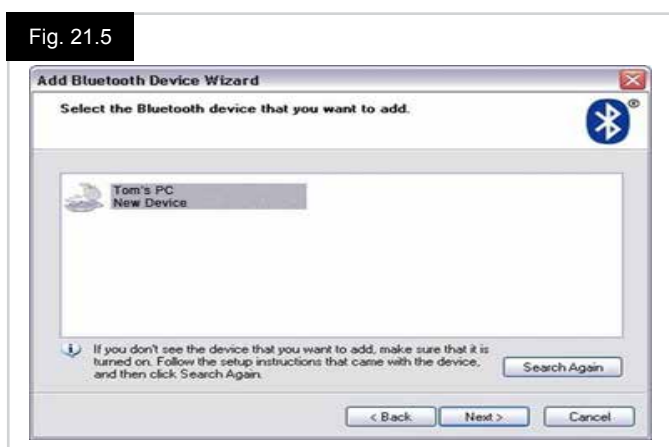 Fig. 21.5
Add Bluetooth Device Wizard
Select the Bluetooth device that you want to add.
®
Tom's PC
New Device
If you don't see the device that you want to add, make sure that it is
turned on. Follow the setup instructions that came with the device,
and then click Search Again.
Search Again
< Back
Next >
Cancel